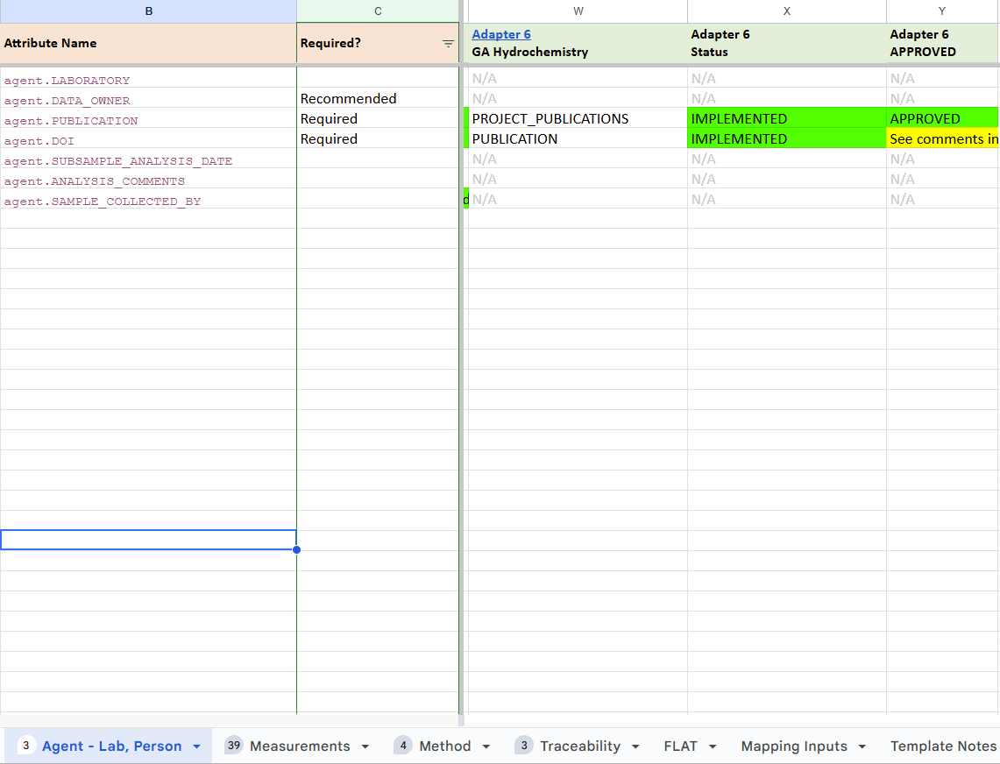 B C W X Y
Attribute Name Required? Adapter 6 Adapter 6 Adapter 6
GA Hydrochemistry Status APPROVED
agent.LABORATORY N/A N/A N/A
agent.DATA_OWNER Recommended N/A N/A N/A
agent.PUBLICATION Required PROJECT_PUBLICATIONS IMPLEMENTED APPROVED
agent.DOI Required PUBLICATION IMPLEMENTED See comments in
agent.SUBSAMPLE_ANALYSIS_DATE N/A N/A N/A
agent.ANALYSIS_COMMENTS N/A N/A N/A
agent.SAMPLE_COLLECTED_BY d N/A N/A N/A
3 Agent - Lab, Person 39 Measurements 4 Method 3 Traceability FLAT Mapping Inputs Template Notes